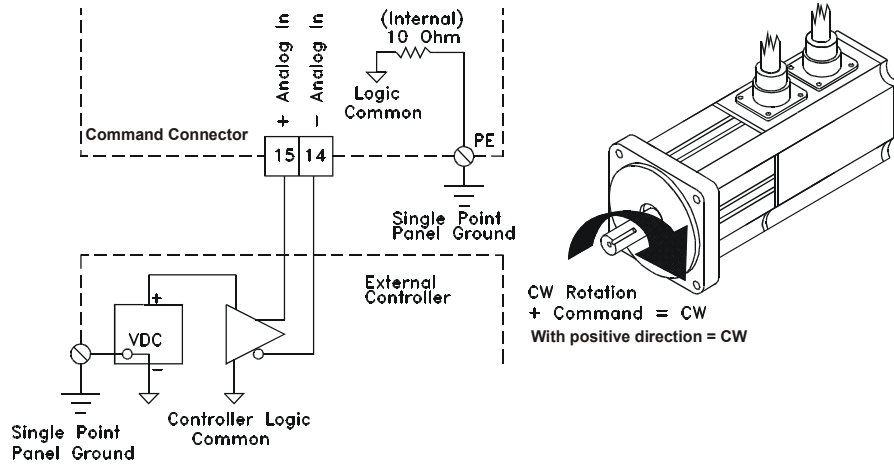 (Internal)
10 Ohm
+ Analog In
− Analog In
Logic
Common
Command Connector
15 14
PE
Single Point
Panel Ground
External
Controller
+
VDC
−
Single Point
Panel Ground
Controller Logic
Common
CW Rotation
+ Command = CW
With positive direction = CW